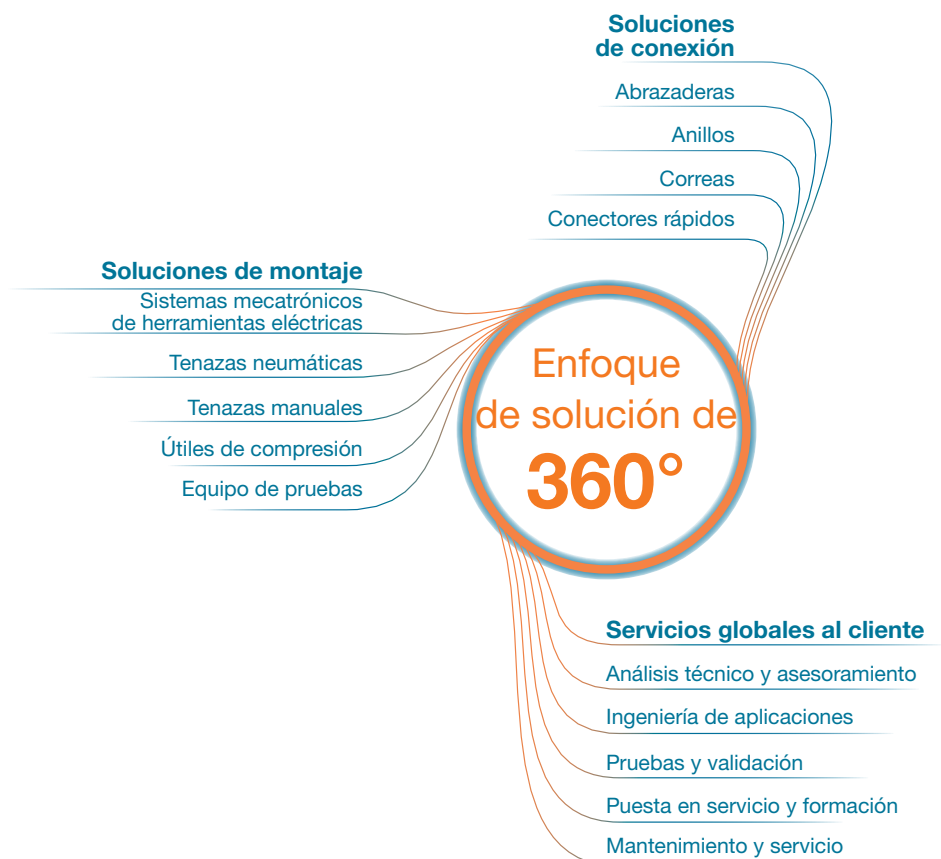 Soluciones
de conexión
Abrazaderas
Anillos
Correas
Conectores rápidos
Soluciones de montaje
Sistemas mecatrónicos
de herramientas eléctricas
Tenazas neumáticas
Tenazas manuales
Útiles de compresión
Equipo de pruebas
Enfoque
de solución de
360°
Servicios globales al cliente
Análisis técnico y asesoramiento
Ingeniería de aplicaciones
Pruebas y validación
Puesta en servicio y formación
Mantenimiento y servicio